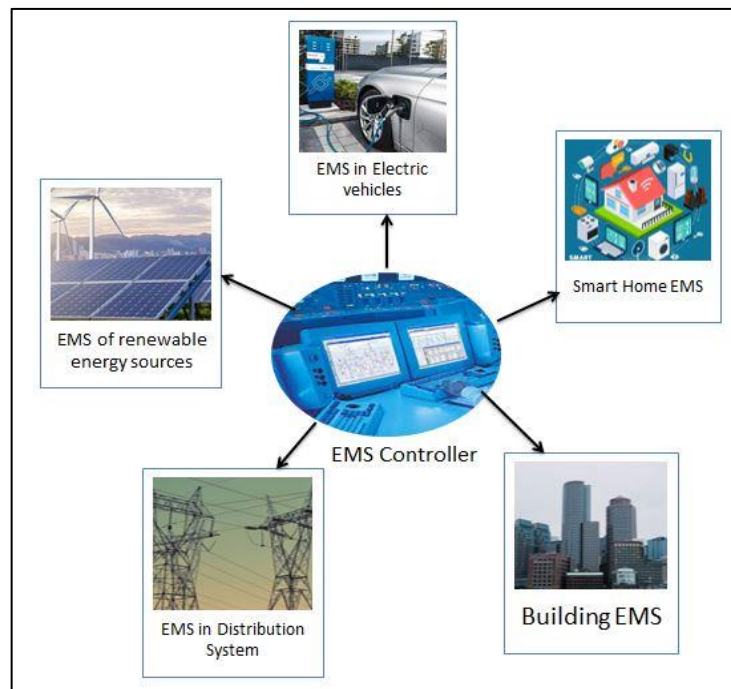 EMS in Electric
vehicles
SMART
Smart Home EMS
EMS of renewable
energy sources
EMS Controller
EMS in Distribution
System
Building EMS